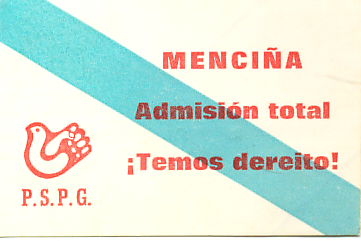 MENCIÑA
Admisión total
¡Temos dereito!
P.S.P.G.